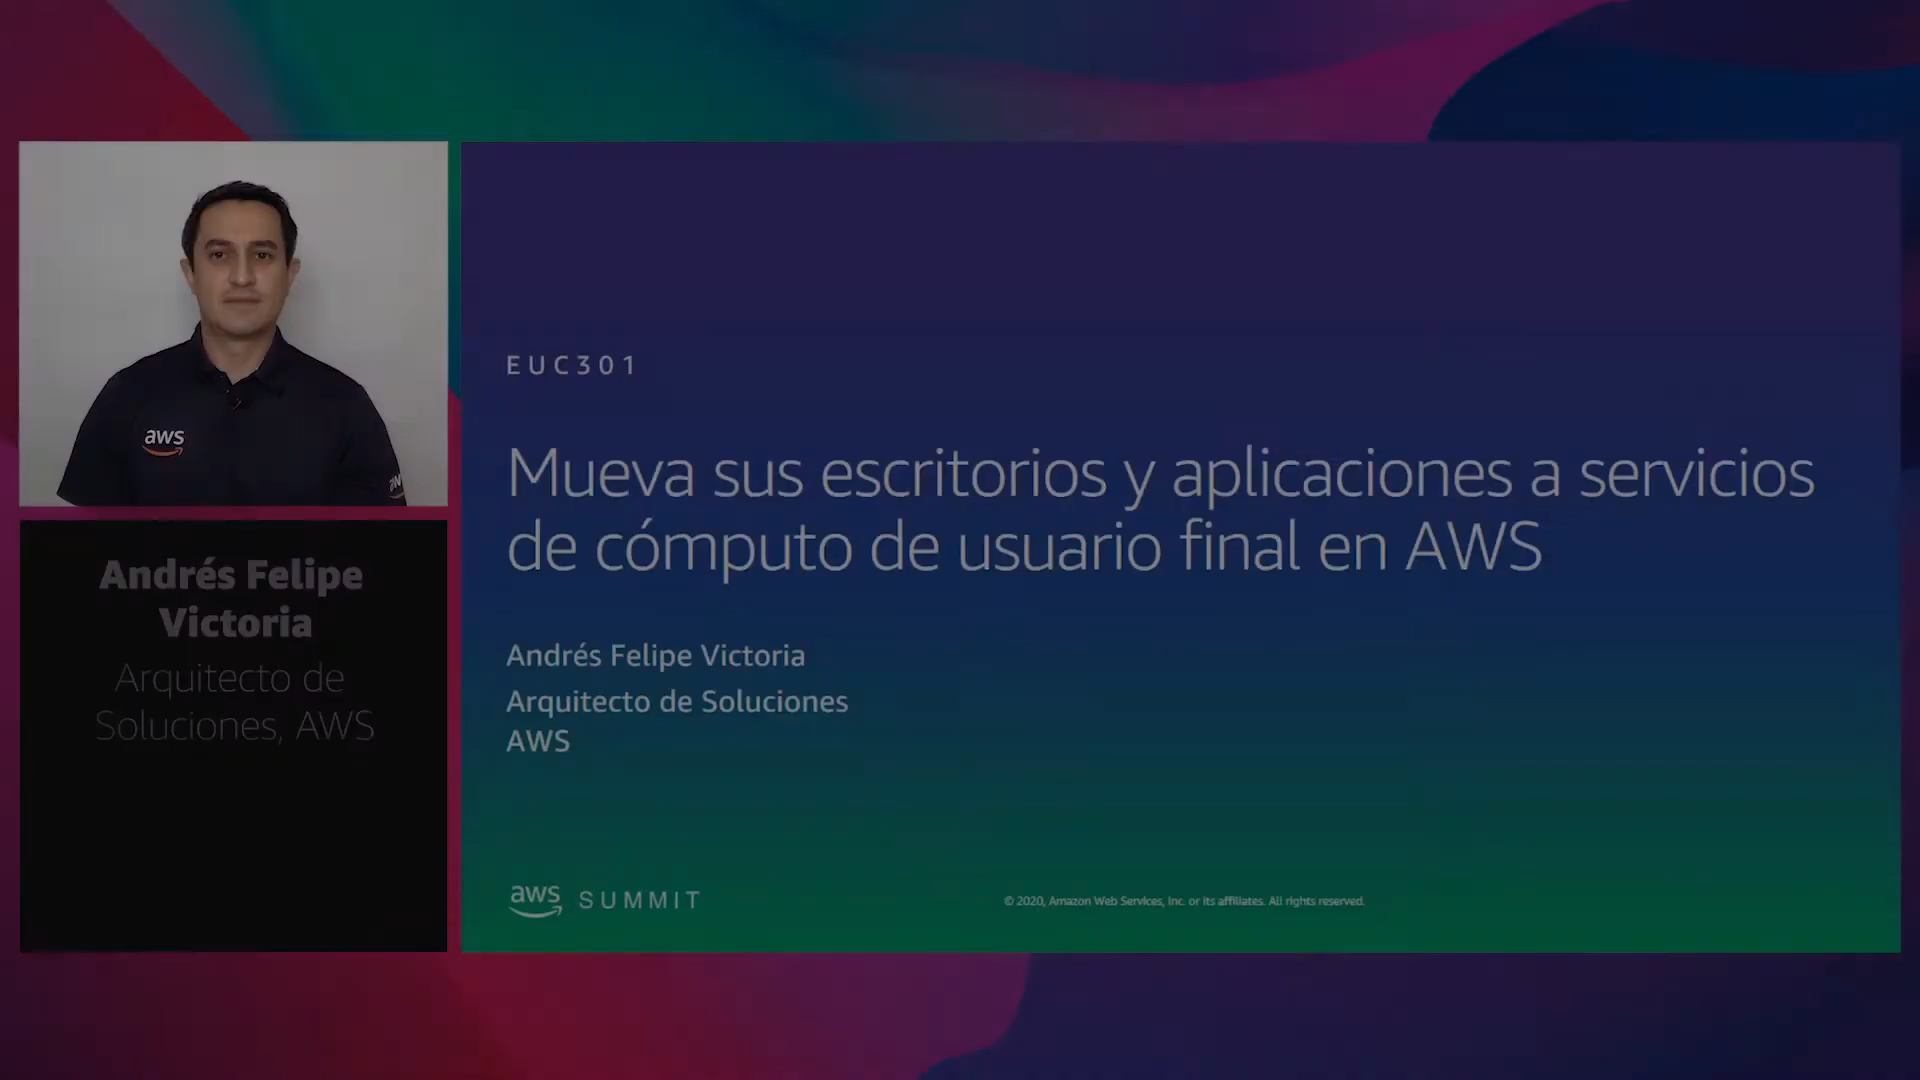 aws
Andrés Felipe
Victoria
Arquitecto de
Soluciones, AWS
EUC301
Mueva sus escritorios y aplicaciones a servicios
de cómputo de usuario final en AWS
Andrés Felipe Victoria
Arquitecto de Soluciones
AWS
aws SUMMIT
© 2020, Amazon Web Services, Inc. or its affiliates. All rights reserved.